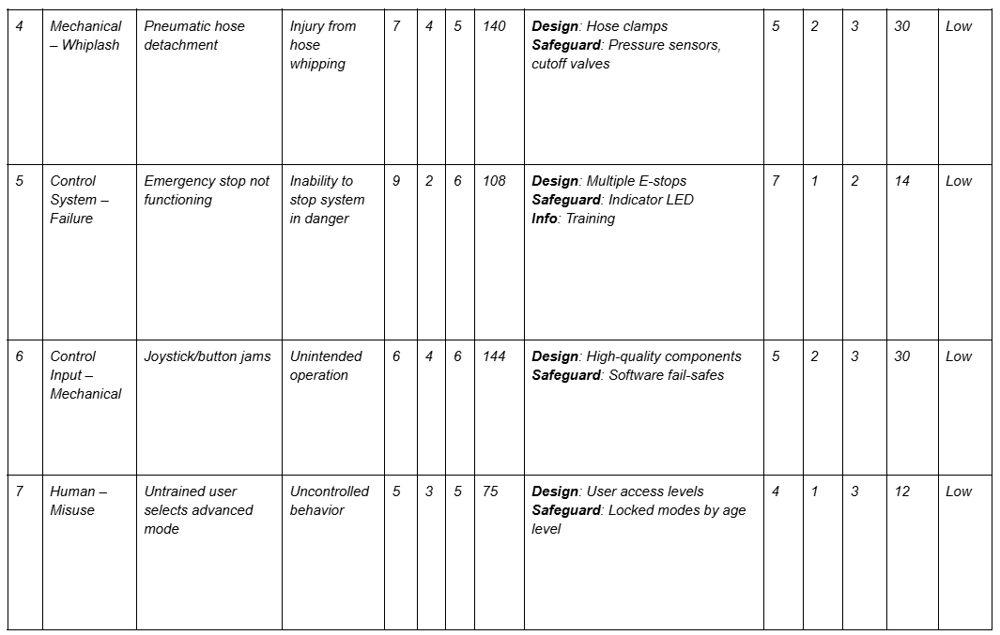 4 Mechanical Pneumatic hose Injury from 7 4 5 140 Design: Hose clamps 5 2 3 30 Low
– Whiplash detachment hose Safeguard: Pressure sensors,
whipping cutoff valves
5 Control Emergency stop not Inability to 9 2 6 108 Design: Multiple E-stops 7 1 2 14 Low
System – functioning stop system Safeguard: Indicator LED
Failure in danger Info: Training
6 Control Joystick/button jams Unintended 6 4 6 144 Design: High-quality components 5 2 3 30 Low
Input – operation Safeguard: Software fail-safes
Mechanical
7 Human – Untrained user Uncontrolled 5 3 5 75 Design: User access levels 4 1 3 12 Low
Misuse selects advanced behavior Safeguard: Locked modes by age
mode level